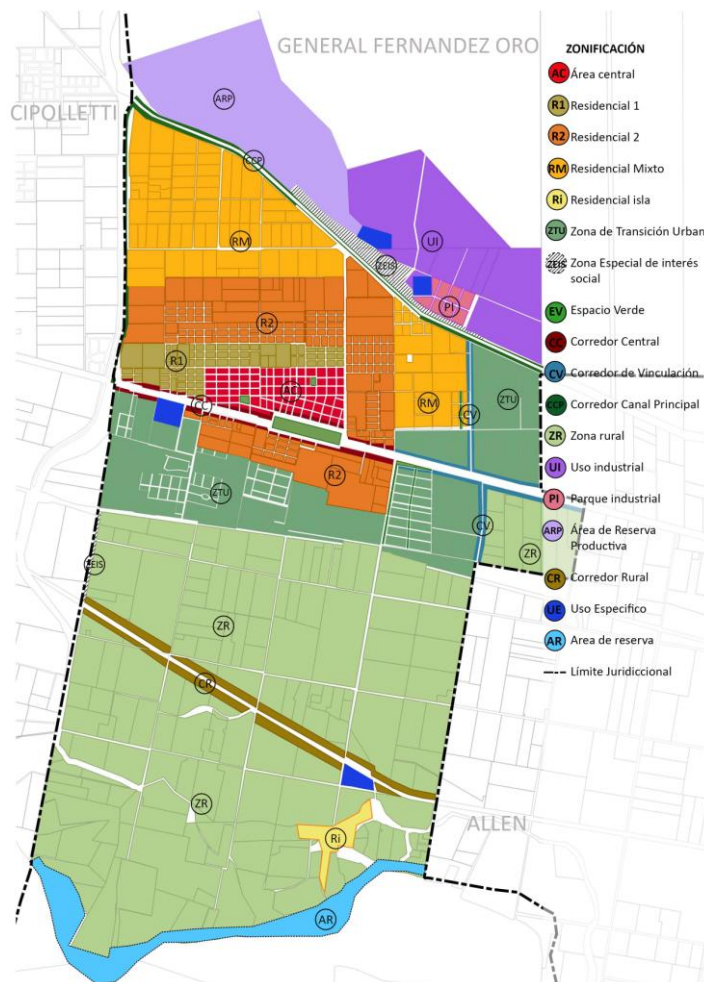 GENERAL FERNANDEZ ORO
CIPOLLETTI
ALLEN
ARP
CCP
RM
UI
ZEIS
PI
R2
R1
AC
RM
CC
CV
ZTU
R2
ZTU
CV
ZR
ZEIS
ZR
CR
ZR
Ri
AR
ZONIFICACIÓN
AC Área central
R1 Residencial 1
R2 Residencial 2
RM Residencial Mixto
Ri Residencial isla
ZTU Zona de Transición Urban
ZEIS Zona Especial de interés
social
EV Espacio Verde
CC Corredor Central
CV Corredor de Vinculación
CCP Corredor Canal Principal
ZR Zona rural
UI Uso industrial
PI Parque industrial
ARP Área de Reserva
Productiva
CR Corredor Rural
UE Uso Especifico
AR Area de reserva
Límite Juridiccional